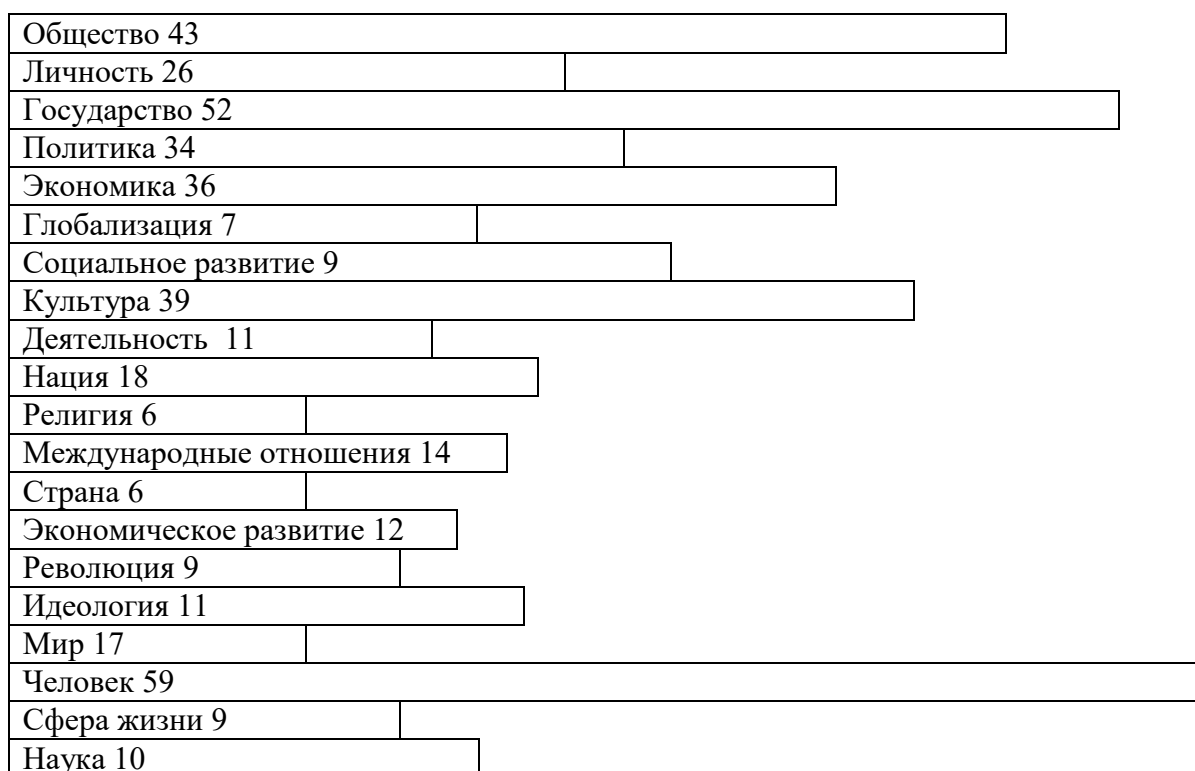 Общество 43
Личность 26
Государство 52
Политика 34
Экономика 36
Глобализация 7
Социальное развитие 9
Культура 39
Деятельность  11
Нация 18
Религия 6
Международные отношения 14
Страна 6
Экономическое развитие 12
Революция 9
Идеология 11
Мир 17
Человек 59
Сфера жизни 9
Наука 10